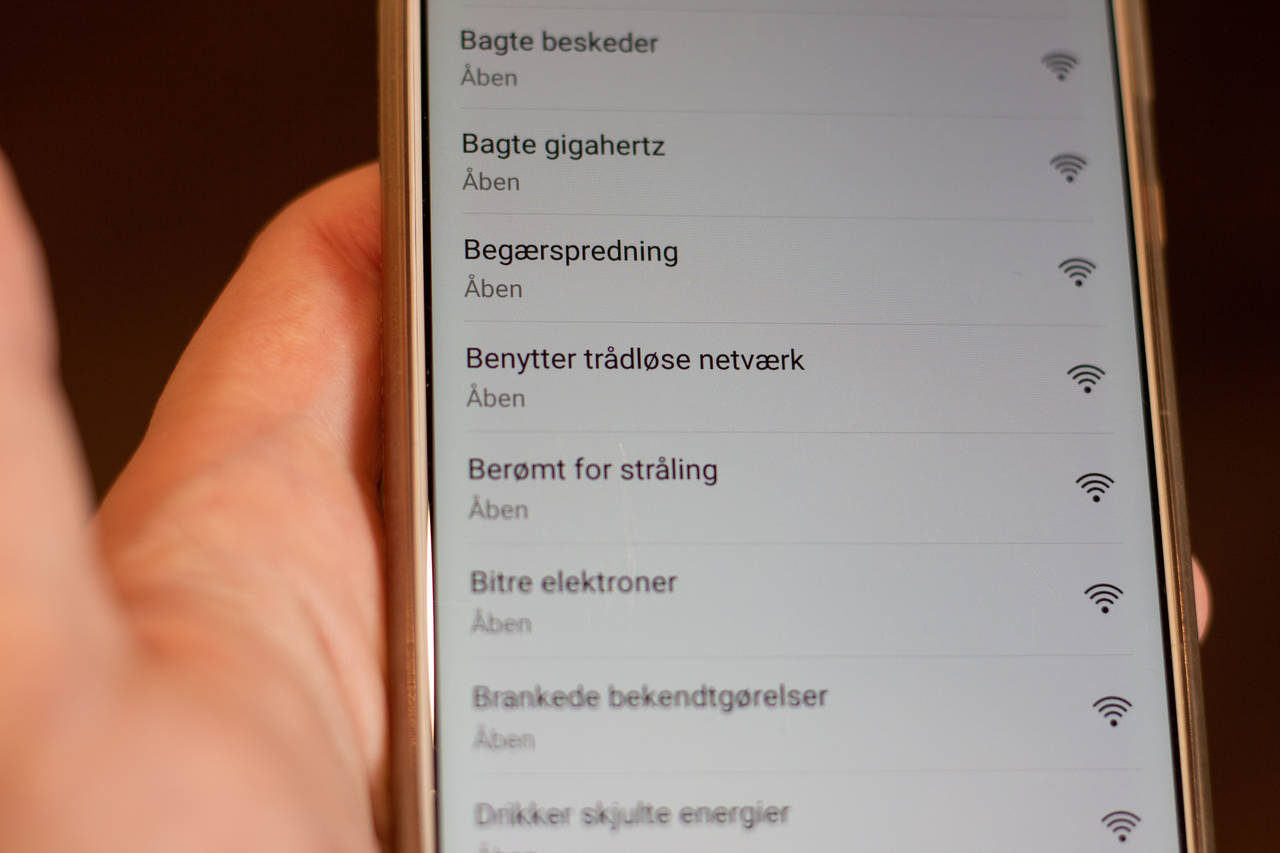 Bagte beskeder
Åben
Bagte gigahertz
Åben
Begærspredning
Åben
Benytter trådløse netværk
Åben
Berømt for stråling
Åben
Bitre elektroner
Åben
Brankede bekendtgørelser
Åben
Drikker skjulte energier